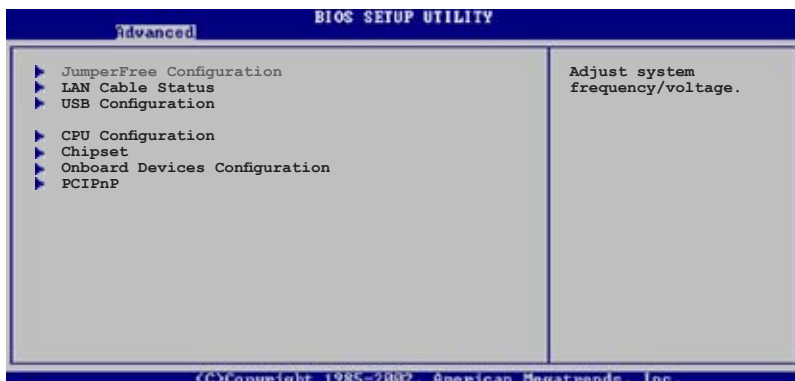 BIOS SETUP UTILITY
Advanced
JumperFree Configuration
LAN Cable Status
USB Configuration
CPU Configuration
Chipset
Onboard Devices Configuration
PCIPnP
Adjust system
frequency/voltage.
(C)Copyright 1985-2002, American Megatrends, Inc.